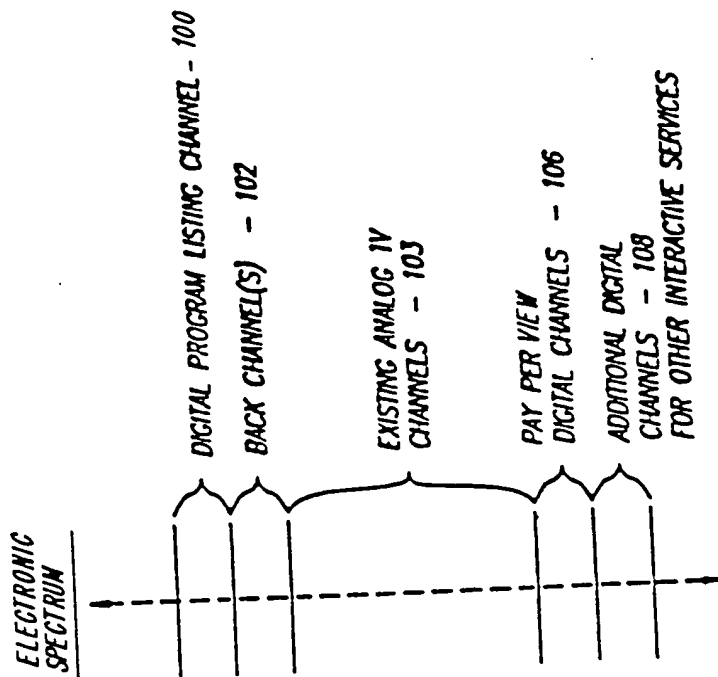 ELECTRONIC
SPECTRUM
DIGITAL PROGRAM LISTING CHANNEL - 100
BACK CHANNEL(S) - 102
EXISTING ANALOG TV
CHANNELS - 103
PAY PER VIEW
DIGITAL CHANNELS - 106
ADDITIONAL DIGITAL
CHANNELS - 108
FOR OTHER INTERACTIVE SERVICES